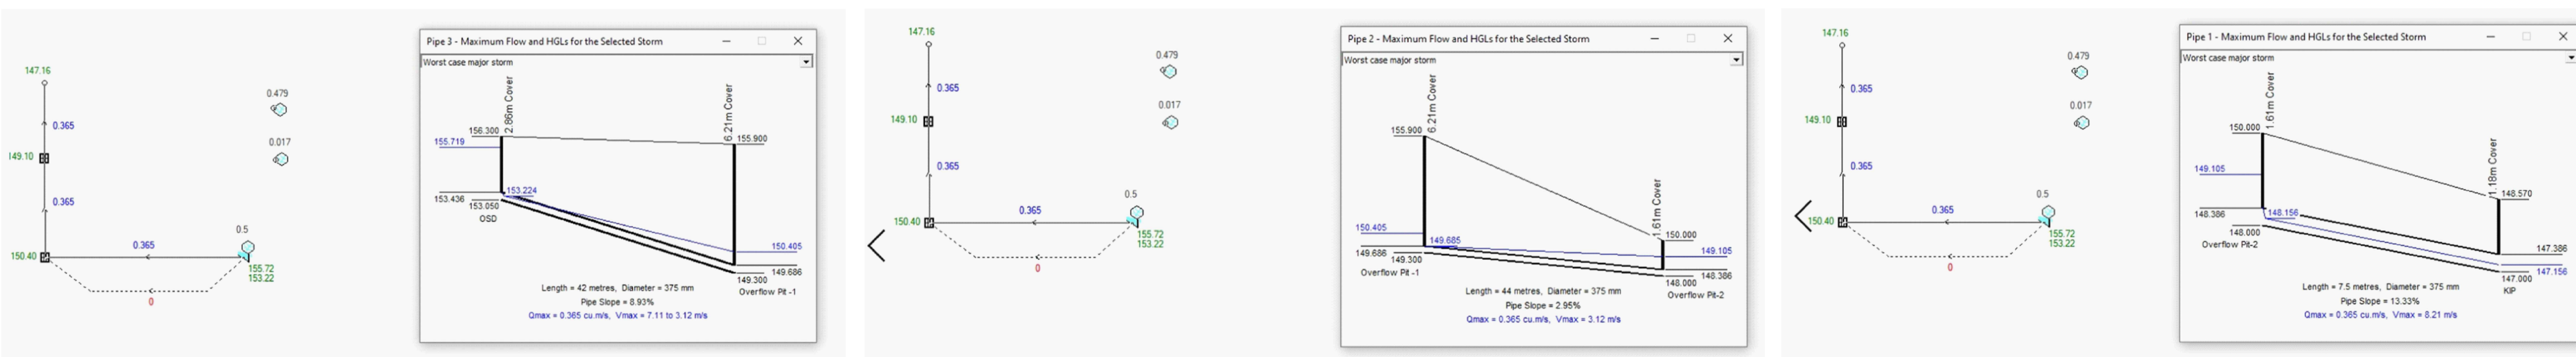 147.16
0.479
0.365
0.017
149.10
0.365
0.5
0.365
150.40
155.72
153.22
0
Pipe 3 - Maximum Flow and HGLs for the Selected Storm
Worst case major storm
2.86m Cover
6.21m Cover
156.300
155.900
155.719
153.224
153.436
153.050
OSD
150.405
149.686
149.300
Overflow Pit -1
Length = 42 metres, Diameter = 375 mm
Pipe Slope = 8.93%
Qmax = 0.365 cu.m/s, Vmax = 7.11 to 3.12 m/s
147.16
0.479
0.365
0.017
149.10
0.365
0.5
0.365
150.40
155.72
153.22
0
Pipe 2 - Maximum Flow and HGLs for the Selected Storm
Worst case major storm
6.21m Cover
1.61m Cover
155.900
150.405
149.685
149.686
149.300
Overflow Pit -1
150.000
149.105
148.386
148.000
Overflow Pit-2
Length = 44 metres, Diameter = 375 mm
Pipe Slope = 2.95%
Qmax = 0.365 cu.m/s, Vmax = 3.12 m/s
147.16
0.479
0.365
0.017
149.10
0.365
0.5
0.365
150.40
155.72
153.22
0
Pipe 1 - Maximum Flow and HGLs for the Selected Storm
Worst case major storm
1.61m Cover
1.18m Cover
150.000
149.105
148.570
148.386
148.156
148.000
Overflow Pit-2
147.386
147.156
147.000
KIP
Length = 7.5 metres, Diameter = 375 mm
Pipe Slope = 13.33%
Qmax = 0.365 cu.m/s, Vmax = 8.21 m/s